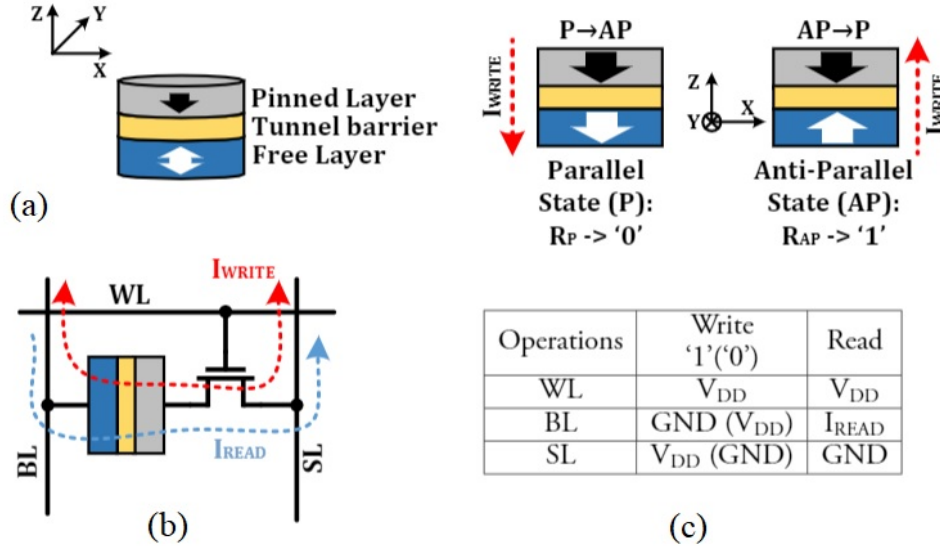 Z
Y
X
Pinned Layer
Tunnel barrier
Free Layer
(a)
P→AP
AP→P
IWRITE
Z
Y
X
IWRITE
Parallel
State (P):
RP -> '0'
Anti-Parallel
State (AP):
RAP -> '1'
IWRITE
WL
IREAD
BL
SL
(b)
Operations
Write
'1'('0')
Read
WL
VDD
VDD
BL
GND (VDD)
IREAD
SL
VDD (GND)
GND
(c)